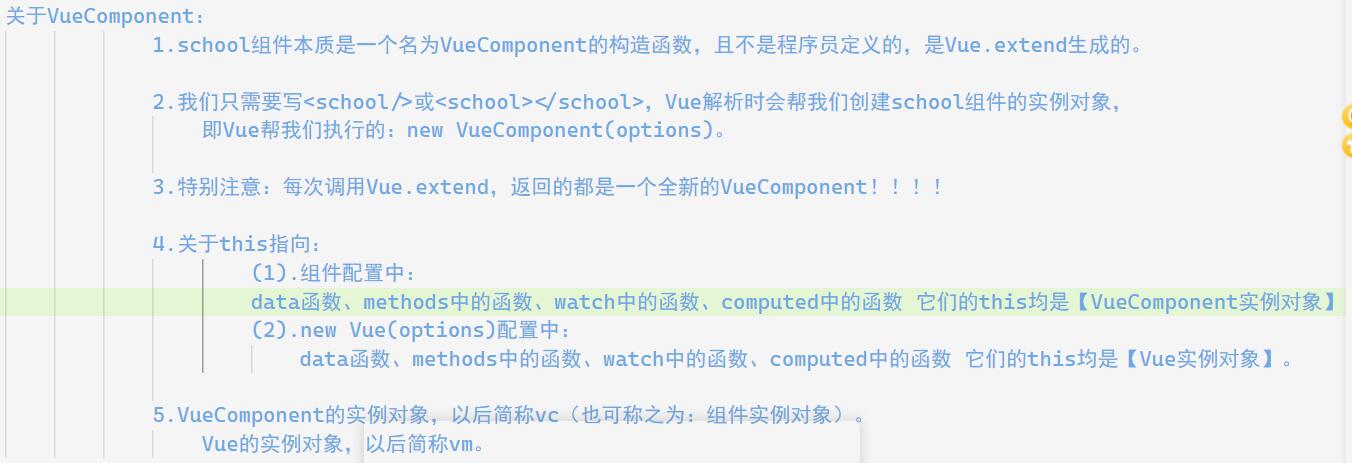 关于VueComponent:
1.school组件本质是一个名为VueComponent的构造函数，且不是程序员定义的，是Vue.extend生成的。
2.我们只需要写<school/>或<school></school>，Vue解析时会帮我们创建school组件的实例对象，
即Vue帮我们执行的：new VueComponent(options)。
3.特别注意：每次调用Vue.extend，返回的都是一个全新的VueComponent！！！！
4.关于this指向：
(1).组件配置中：
data函数、methods中的函数、watch中的函数、computed中的函数 它们的this均是【VueComponent实例对象】
(2).new Vue(options)配置中：
data函数、methods中的函数、watch中的函数、computed中的函数 它们的this均是【Vue实例对象】。
5.VueComponent的实例对象，以后简称vc（也可称之为：组件实例对象）。
Vue的实例对象，以后简称vm。